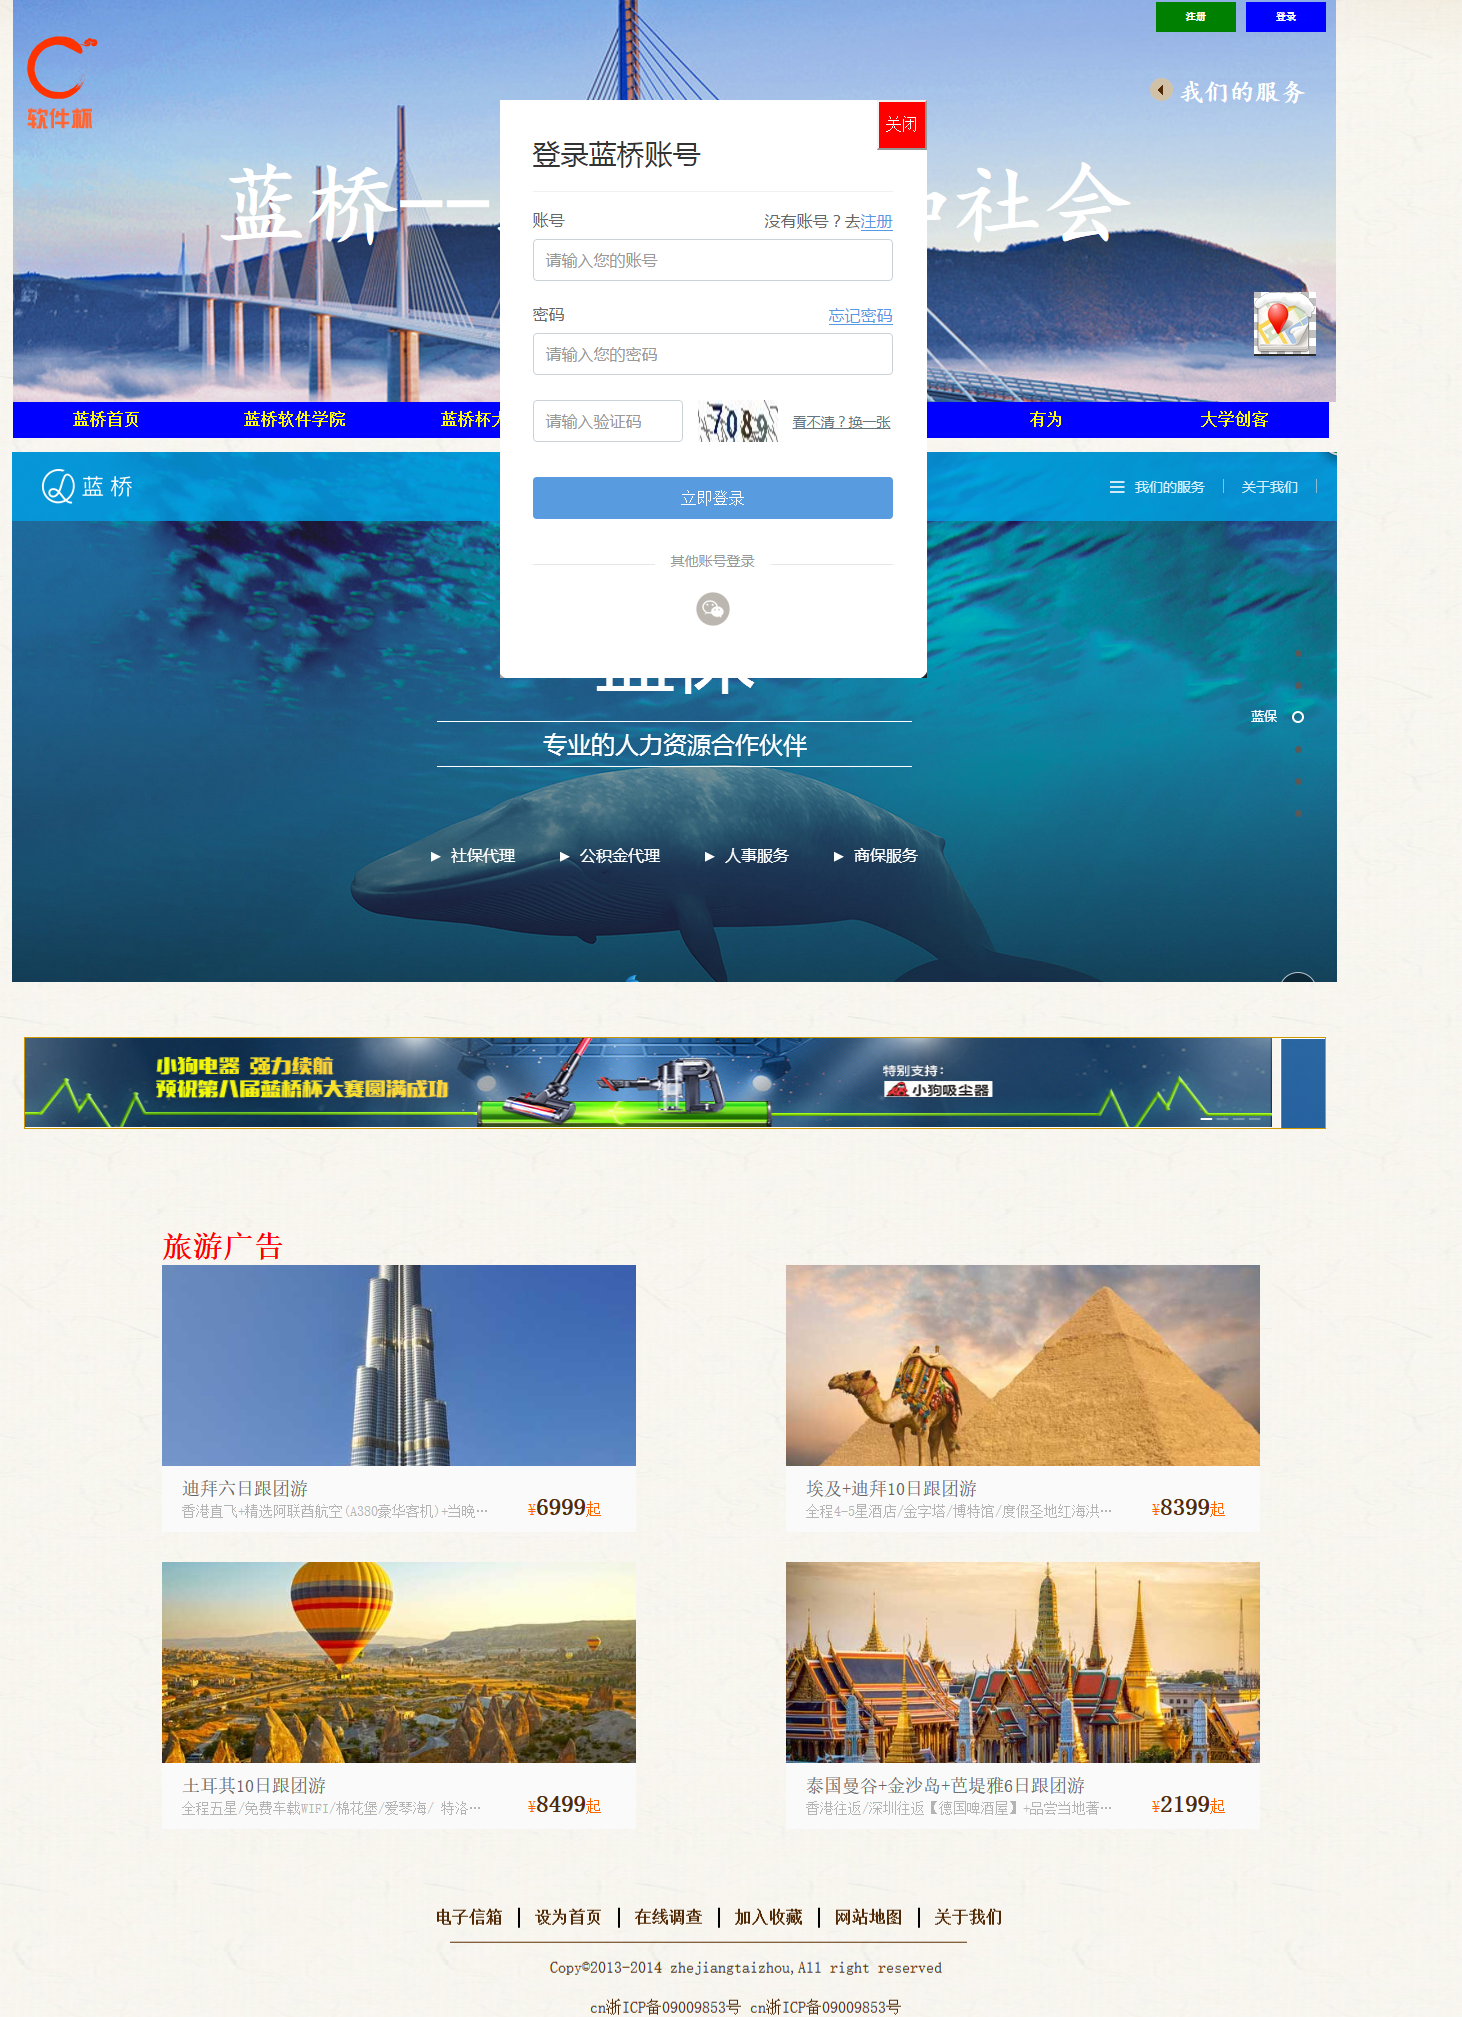 注册 登录
软件杯
我们的服务
关闭
登录蓝桥账号
蓝桥-- 社会
账号 没有账号？去注册
请输入您的账号
密码 忘记密码
请输入您的密码
请输入验证码 7089 看不清？换一张
蓝桥首页 蓝桥软件学院 蓝桥杯 有为 大学创客
蓝桥 我们的服务 关于我们
立即登录
其他账号登录
蓝保
蓝保
专业的人力资源合作伙伴
社保代理 公积金代理 人事服务 商保服务
小狗电器 强力续航
预祝第八届蓝桥杯大赛圆满成功
特别支持：
小狗吸尘器
旅游广告
迪拜六日跟团游
香港直飞+精选阿联酋航空(A380豪华客机)+当晚…
¥6999起
埃及+迪拜10日跟团游
全程4-5星酒店/金字塔/博特馆/度假圣地红海洪…
¥8399起
土耳其10日跟团游
全程五星/免费车载WIFI/棉花堡/爱琴海/ 特洛…
¥8499起
泰国曼谷+金沙岛+芭堤雅6日跟团游
香港往返/深圳往返【德国啤酒屋】+品尝当地著…
¥2199起
电子信箱 | 设为首页 | 在线调查 | 加入收藏 | 网站地图 | 关于我们
Copy©2013-2014 zhejiangtaizhou,All right reserved
cn浙ICP备09009853号 cn浙ICP备09009853号